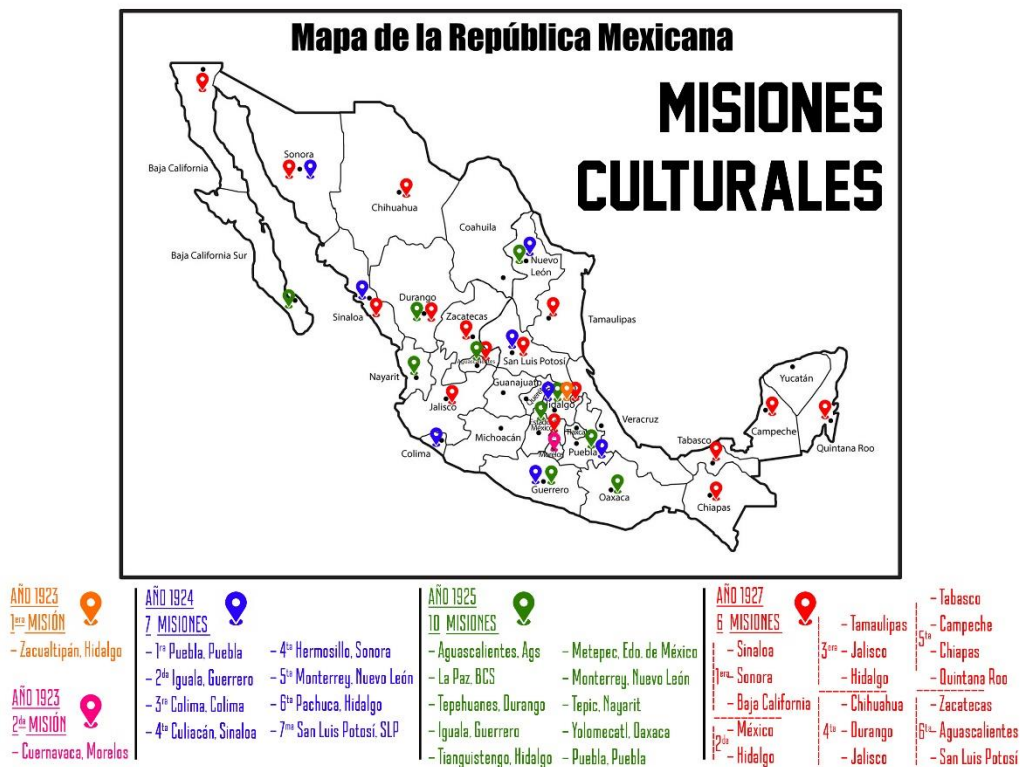 Mapa de la República Mexicana
MISIONES
CULTURALES
Baja California
Sonora
Chihuahua
Coahuila
Baja California Sur
Nuevo
León
Sinaloa
Durango
Zacatecas
Tamaulipas
San Luis Potosí
Nayarit
Guanajuato
Hidalgo
Jalisco
Veracruz
Yucatán
México
Michoacán
Colima
Morelos
Puebla
Tabasco
Campeche
Quintana Roo
Guerrero
Oaxaca
Chiapas
AÑO 1923
1era MISIÓN
– Zacualtipán, Hidalgo
AÑO 1923
2da MISIÓN
– Cuernavaca, Morelos
AÑO 1924
7 MISIONES
– 1ra Puebla, Puebla
– 2da Iguala, Guerrero
– 3ra Colima, Colima
– 4ta Culiacán, Sinaloa
– 4ta Hermosillo, Sonora
– 5ta Monterrey, Nuevo León
– 6ta Pachuca, Hidalgo
– 7ma San Luis Potosí, SLP
AÑO 1925
10 MISIONES
– Aguascalientes, Ags
– La Paz, BCS
– Tepehuanes, Durango
– Iguala, Guerrero
– Tianguistengo, Hidalgo
– Metepec, Edo. de México
– Monterrey, Nuevo León
– Tepic, Nayarit
– Yolomecatl, Oaxaca
– Puebla, Puebla
AÑO 1927
6 MISIONES
1era
– Sinaloa
– Sonora
– Baja California
2da
– México
– Hidalgo
3era
– Tamaulipas
– Jalisco
– Hidalgo
4ta
– Chihuahua
– Durango
– Jalisco
5ta
– Tabasco
– Campeche
– Chiapas
– Quintana Roo
6ta
– Zacatecas
– Aguascalientes
– San Luis Potosí